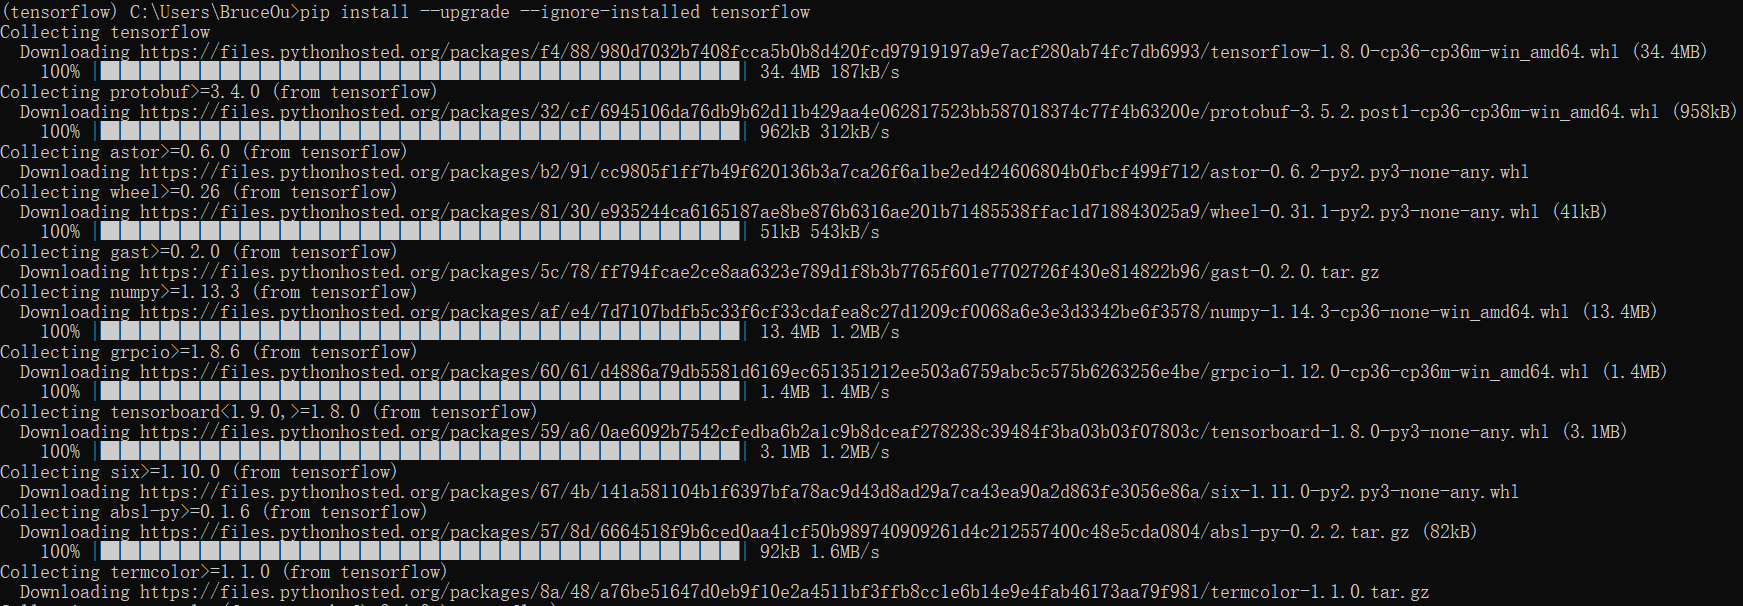 (tensorflow) C:\Users\BruceOu>pip install --upgrade --ignore-installed tensorflow
Collecting tensorflow
Downloading https://files.pythonhosted.org/packages/f4/88/980d7032b7408fcca5b0b8d420fcd97919197a9e7acf280ab74fc7db6993/tensorflow-1.8.0-cp36-cp36m-win_amd64.whl (34.4MB)
100% 34.4MB 187kB/s
Collecting protobuf>=3.4.0 (from tensorflow)
Downloading https://files.pythonhosted.org/packages/32/cf/6945106da76db9b62d11b429aa4e062817523bb587018374c77f4b63200e/protobuf-3.5.2.post1-cp36-cp36m-win_amd64.whl (958kB)
100% 962kB 312kB/s
Collecting astor>=0.6.0 (from tensorflow)
Downloading https://files.pythonhosted.org/packages/b2/91/cc9805f1ff7b49f620136b3a7ca26f6a1be2ed424606804b0fbcf499f712/astor-0.6.2-py2.py3-none-any.whl
Collecting wheel>=0.26 (from tensorflow)
Downloading https://files.pythonhosted.org/packages/81/30/e935244ca6165187ae8be876b6316ae201b71485538ffac1d718843025a9/wheel-0.31.1-py2.py3-none-any.whl (41kB)
100% 51kB 543kB/s
Collecting gast>=0.2.0 (from tensorflow)
Downloading https://files.pythonhosted.org/packages/5c/78/ff794fcae2ce8aa6323e789d1f8b3b7765f601e7702726f430e814822b96/gast-0.2.0.tar.gz
Collecting numpy>=1.13.3 (from tensorflow)
Downloading https://files.pythonhosted.org/packages/af/e4/7d7107bdfb5c33f6cf33cdafea8c27d1209cf0068a6e3e3d3342be6f3578/numpy-1.14.3-cp36-none-win_amd64.whl (13.4MB)
100% 13.4MB 1.2MB/s
Collecting grpcio>=1.8.6 (from tensorflow)
Downloading https://files.pythonhosted.org/packages/60/61/d4886a79db5581d6169ec651351212ee503a6759abc5c575b6263256e4be/grpcio-1.12.0-cp36-cp36m-win_amd64.whl (1.4MB)
100% 1.4MB 1.4MB/s
Collecting tensorboard<1.9.0,>=1.8.0 (from tensorflow)
Downloading https://files.pythonhosted.org/packages/59/a6/0ae6092b7542cfedba6b2a1c9b8dceaf278238c39484f3ba03b03f07803c/tensorboard-1.8.0-py3-none-any.whl (3.1MB)
100% 3.1MB 1.2MB/s
Collecting six>=1.10.0 (from tensorflow)
Downloading https://files.pythonhosted.org/packages/67/4b/141a581104b1f6397bfa78ac9d43d8ad29a7ca43ea90a2d863fe3056e86a/six-1.11.0-py2.py3-none-any.whl
Collecting absl-py>=0.1.6 (from tensorflow)
Downloading https://files.pythonhosted.org/packages/57/8d/6664518f9b6ced0aa41cf50b989740909261d4c212557400c48e5cda0804/absl-py-0.2.2.tar.gz (82kB)
100% 92kB 1.6MB/s
Collecting termcolor>=1.1.0 (from tensorflow)
Downloading https://files.pythonhosted.org/packages/8a/48/a76be51647d0eb9f10e2a4511bf3ffb8cc1e6b14e9e4fab46173aa79f981/termcolor-1.1.0.tar.gz